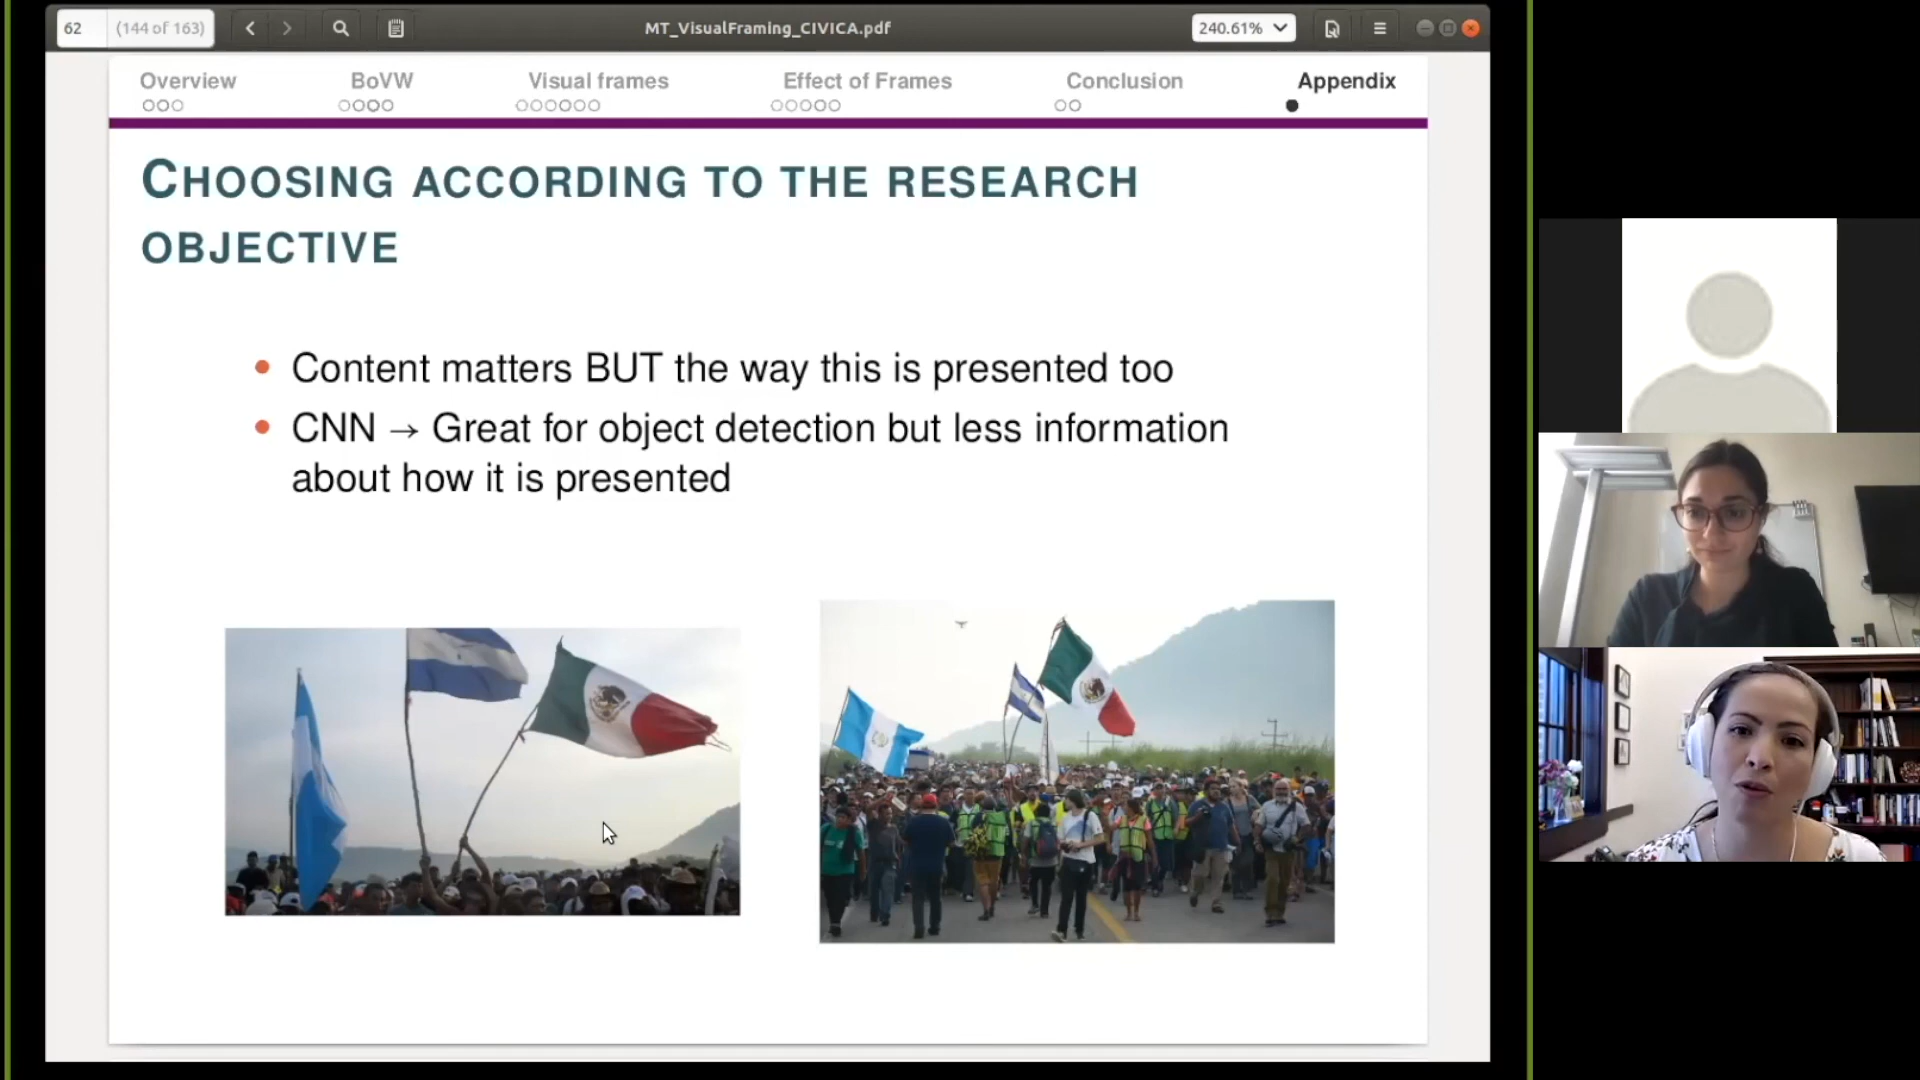 62 (144 of 163) MT_VisualFraming_CIVICA.pdf 240.61%
Overview BoVW Visual frames Effect of Frames Conclusion Appendix
CHOOSING ACCORDING TO THE RESEARCH
OBJECTIVE
• Content matters BUT the way this is presented too
• CNN → Great for object detection but less information
about how it is presented